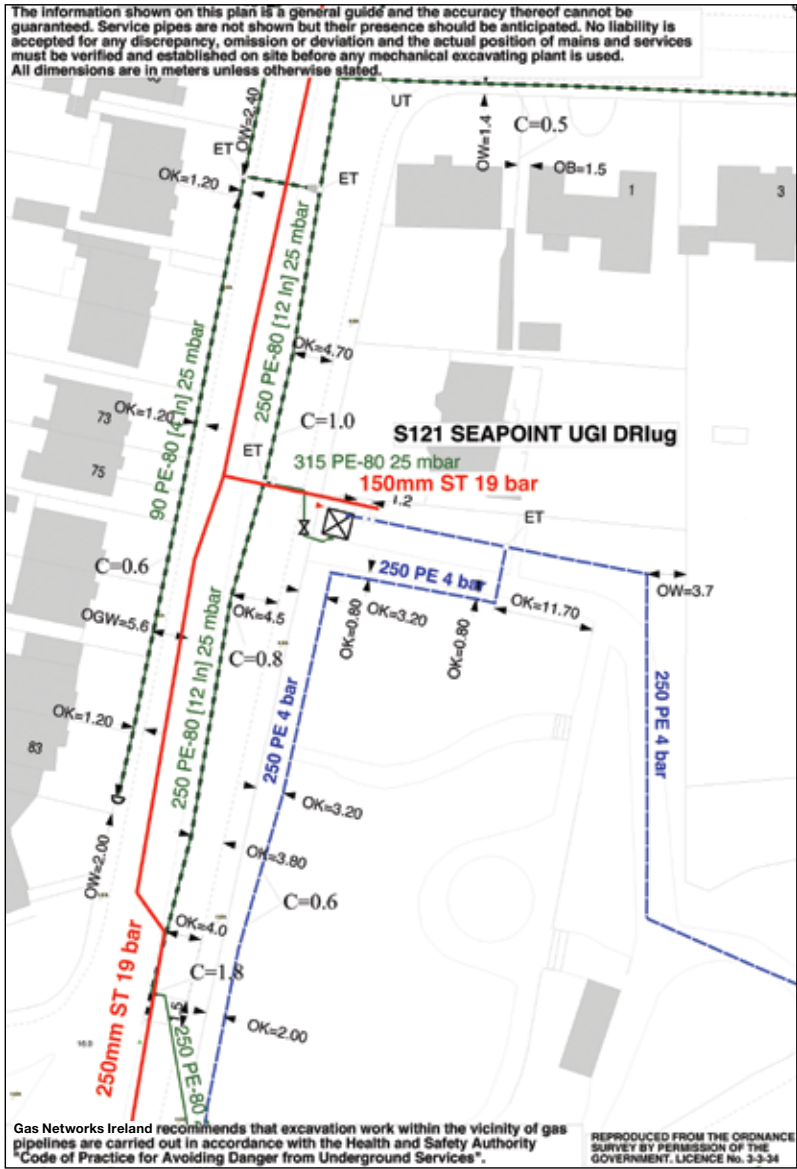 The information shown on this plan is a general guide and the accuracy thereof cannot be
guaranteed. Service pipes are not shown but their presence should be anticipated. No liability is
accepted for any discrepancy, omission or deviation and the actual position of mains and services
must be verified and established on site before any mechanical excavating plant is used.
All dimensions are in meters unless otherwise stated.
OW=2.40
UT
OW=1.4
C=0.5
ET
OK=1.20
ET
OB=1.5
1
3
250 PE-80 [12 In] 25 mbar
90 PE-80 [4 In] 25 mbar
OK=4.70
73
OK=1.20
C=1.0
S121 SEAPOINT UGI DRIug
ET
315 PE-80 25 mbar
75
150mm ST 19 bar
1.2
ET
C=0.6
250 PE 4 bar
OW=3.7
OK=4.5
OK=0.80
OK=3.20
OK=0.80
OK=11.70
OGW=5.6
C=0.8
250 PE-80 [12 In] 25 mbar
250 PE 4 bar
250 PE 4 bar
OK=1.20
83
OK=3.20
OW=2.00
OK=3.80
C=0.6
OK=4.0
250mm ST 19 bar
C=1.8
1.5
OK=2.00
250 PE-80
Gas Networks Ireland recommends that excavation work within the vicinity of gas
pipelines are carried out in accordance with the Health and Safety Authority
"Code of Practice for Avoiding Danger from Underground Services".
REPRODUCED FROM THE ORDNANCE
SURVEY BY PERMISSION OF THE
GOVERNMENT. LICENCE No. 3-3-34